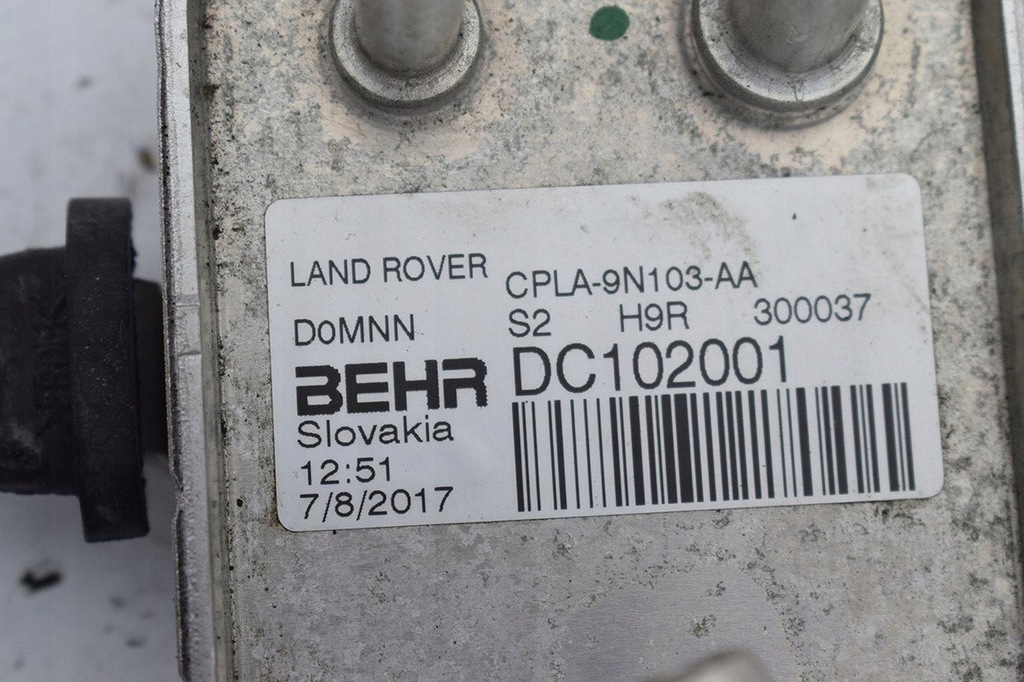 LAND ROVER
CPLA-9N103-AA
D0MNN
S2 H9R 300037
BEHR
DC102001
Slovakia
12:51
7/8/2017